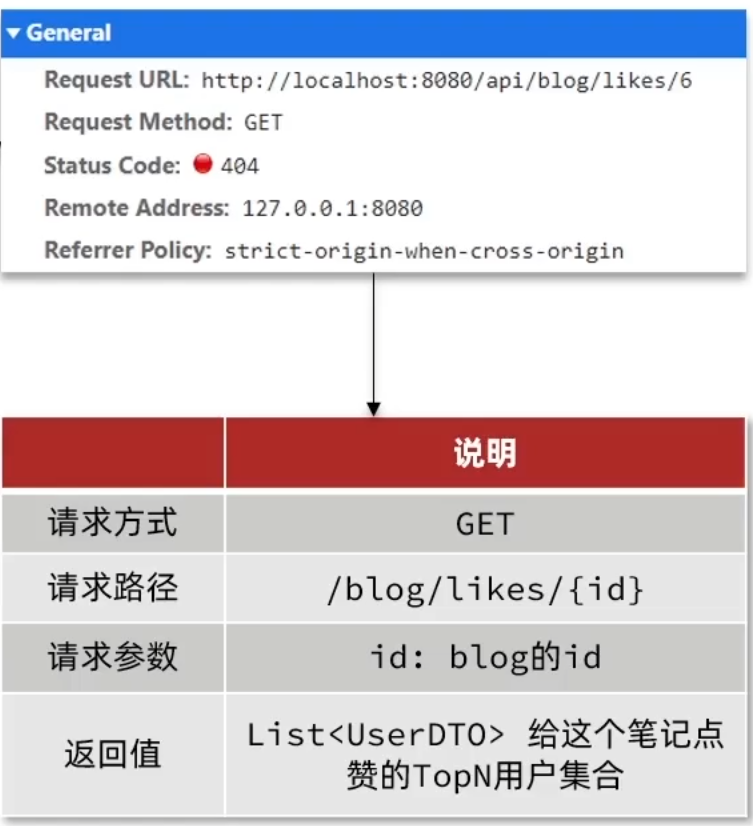 General
Request URL: http://localhost:8080/api/blog/likes/6
Request Method: GET
Status Code: 404
Remote Address: 127.0.0.1:8080
Referrer Policy: strict-origin-when-cross-origin
说明
请求方式 GET
请求路径 /blog/likes/{id}
请求参数 id: blog的id
返回值 List<UserDTO> 给这个笔记点
赞的TopN用户集合